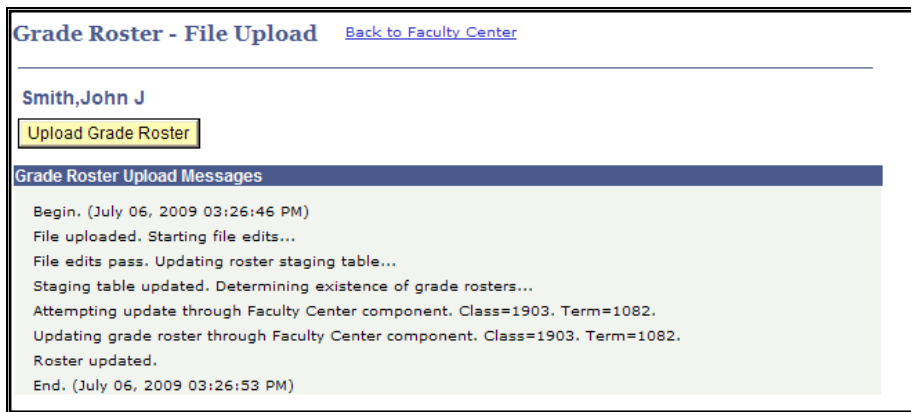 Grade Roster - File Upload Back to Faculty Center
Smith,John J
Upload Grade Roster
Grade Roster Upload Messages
Begin. (July 06, 2009 03:26:46 PM)
File uploaded. Starting file edits...
File edits pass. Updating roster staging table...
Staging table updated. Determining existence of grade rosters...
Attempting update through Faculty Center component. Class=1903. Term=1082.
Updating grade roster through Faculty Center component. Class=1903. Term=1082.
Roster updated.
End. (July 06, 2009 03:26:53 PM)